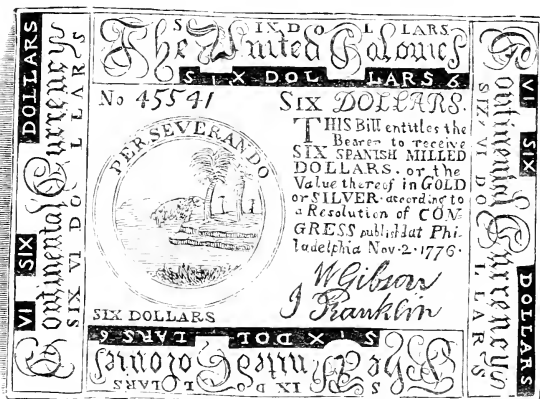 SIX DOLLARS
The United Colonies
SIX DOLLARS 6
No 45541
SIX DOLLARS.
THIS Bill entitles the
Bearer to receive
SIX SPANISH MILLED
DOLLARS, or the
Value thereof in GOLD
or SILVER according to
a Resolution of CON-
GRESS publishd at Phi-
ladelphia Nov. 2. 1776.
W Gibson
J Franklin
PERSEVERANDO
SIX DOLLARS
VI SIX DOLLARS
Continental Currency
SIX VI DOLLARS
VI SIX DOLLARS
Continental Currency
SIX VI DOLLARS
SIX DOLLARS 6
The United Colonies
SIX DOLLARS